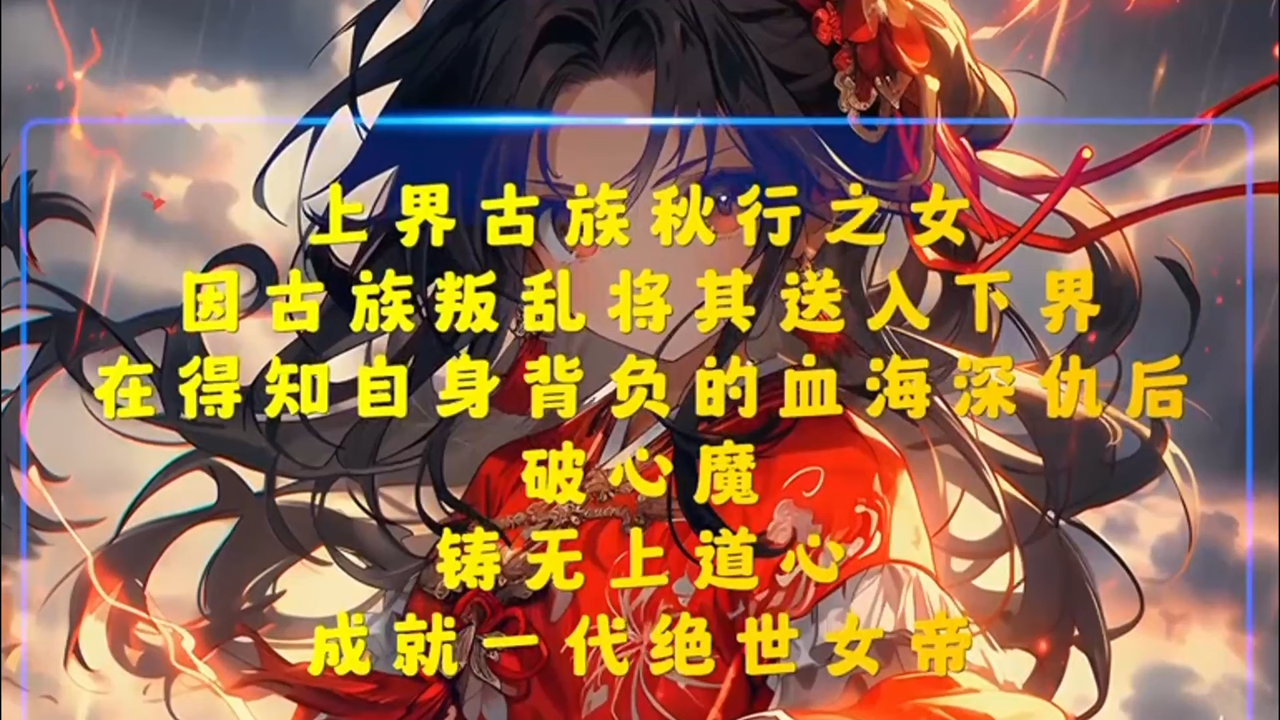 上界古族秋行之女
因古族叛乱将其送入下界
在得知自身背负的血海深仇后
破心魔
铸无上道心
成就一代绝世女帝